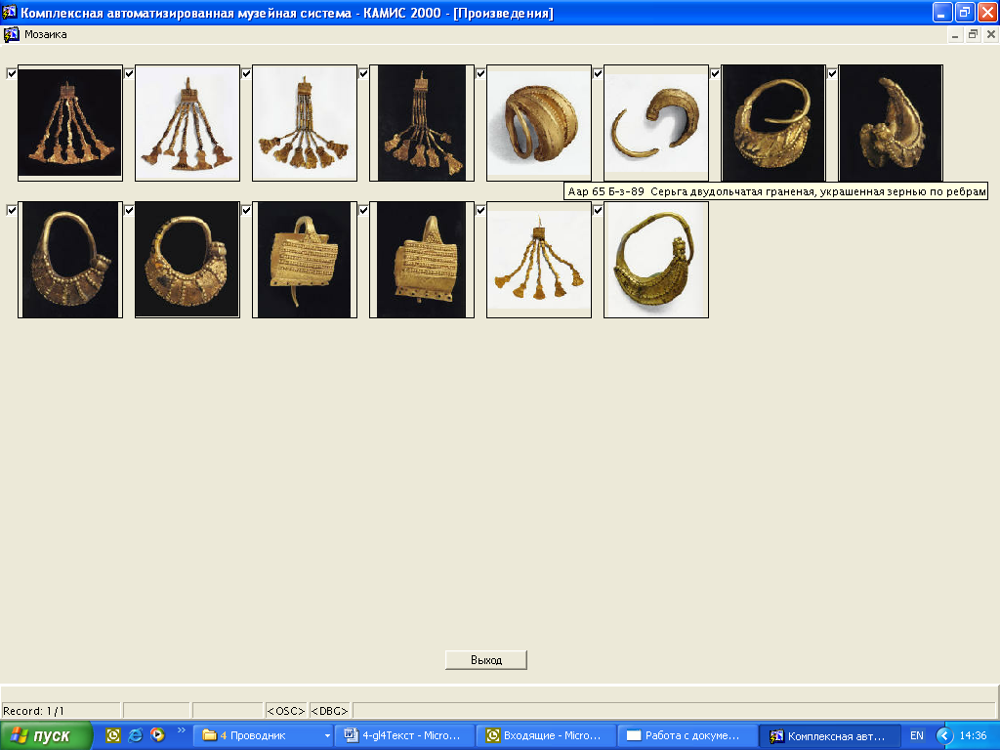 Комплексная автоматизированная музейная система - КАМИС 2000 - [Произведения]
Мозаика
Аар 65 Б-з-89 Серьга двудольчатая граненая, украшенная зернью по ребрам
Выход
Record: 1/1 <OSC> <DBG>
пуск 4 Проводник 4-gl4Текст - Micro... Входящие - Micro... Работа с докуме... Комплексная авт... EN 14:36